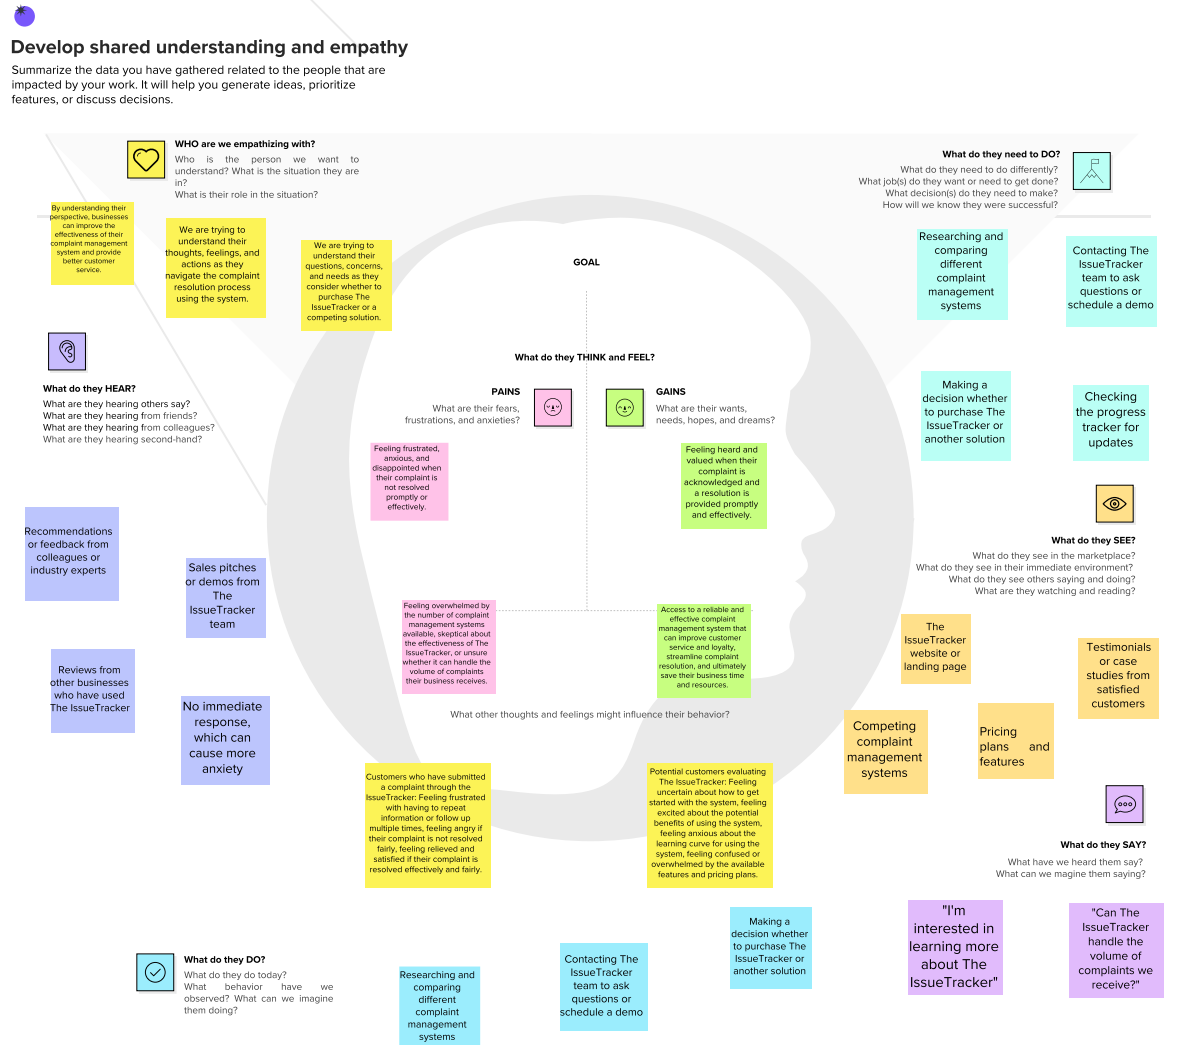 Develop shared understanding and empathy
Summarize the data you have gathered related to the people that are
impacted by your work. It will help you generate ideas, prioritize
features, or discuss decisions.
WHO are we empathizing with?
Who is the person we want to
understand? What is the situation they are
in?
What is their role in the situation?
By understanding their
perspective, businesses
can improve the
effectiveness of their
complaint management
system and provide
better customer
service.
We are trying to
understand their
thoughts, feelings, and
actions as they
navigate the complaint
resolution process
using the system.
We are trying to
understand their
questions, concerns,
and needs as they
consider whether to
purchase The
IssueTracker or a
competing solution.
What do they need to DO?
What do they need to do differently?
What job(s) do they want or need to get done?
What decision(s) do they need to make?
How will we know they were successful?
Researching and
comparing
different
complaint
management
systems
Contacting The
IssueTracker
team to ask
questions or
schedule a demo
Making a
decision whether
to purchase The
IssueTracker or
another solution
Checking
the progress
tracker for
updates
What do they HEAR?
What are they hearing others say?
What are they hearing from friends?
What are they hearing from colleagues?
What are they hearing second-hand?
Recommendations
or feedback from
colleagues or
industry experts
Sales pitches
or demos from
The
IssueTracker
team
Reviews from
other businesses
who have used
The IssueTracker
No immediate
response,
which can
cause more
anxiety
GOAL
What do they THINK and FEEL?
PAINS
What are their fears,
frustrations, and anxieties?
GAINS
What are their wants,
needs, hopes, and dreams?
Feeling frustrated,
anxious, and
disappointed when
their complaint is
not resolved
promptly or
effectively.
Feeling heard and
valued when their
complaint is
acknowledged and
a resolution is
provided promptly
and effectively.
Feeling overwhelmed by
the number of complaint
management systems
available, skeptical about
the effectiveness of The
IssueTracker, or unsure
whether it can handle the
volume of complaints
their business receives.
Access to a reliable and
effective complaint
management system that
can improve customer
service and loyalty,
streamline complaint
resolution, and ultimately
save their business time
and resources.
What other thoughts and feelings might influence their behavior?
Customers who have submitted
a complaint through the
IssueTracker: Feeling frustrated
with having to repeat
information or follow up
multiple times, feeling angry if
their complaint is not resolved
fairly, feeling relieved and
satisfied if their complaint is
resolved effectively and fairly.
Potential customers evaluating
The IssueTracker: Feeling
uncertain about how to get
started with the system, feeling
excited about the potential
benefits of using the system,
feeling anxious about the
learning curve for using the
system, feeling confused or
overwhelmed by the available
features and pricing plans.
What do they SEE?
What do they see in the marketplace?
What do they see in their immediate environment?
What do they see others saying and doing?
What are they watching and reading?
The
IssueTracker
website or
landing page
Testimonials
or case
studies from
satisfied
customers
Competing
complaint
management
systems
Pricing
plans and
features
What do they SAY?
What have we heard them say?
What can we magine them saying?
"I'm
interested in
learning more
about The
IssueTracker"
"Can The
IssueTracker
handle the
volume of
complaints we
receive?"
What do they DO?
What do they do today?
What behavior have we
observed? What can we imagine
them doing?
Researching and
comparing
different
complaint
management
systems
Contacting The
IssueTracker
team to ask
questions or
schedule a demo
Making a
decision whether
to purchase The
IssueTracker or
another solution